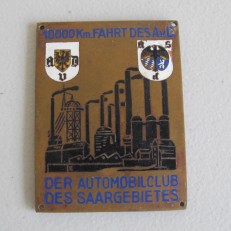 10000 Km FAHRT DES AvD
A D
V
A S
d
DER AUTOMOBILCLUB
DES SAARGEBIETES